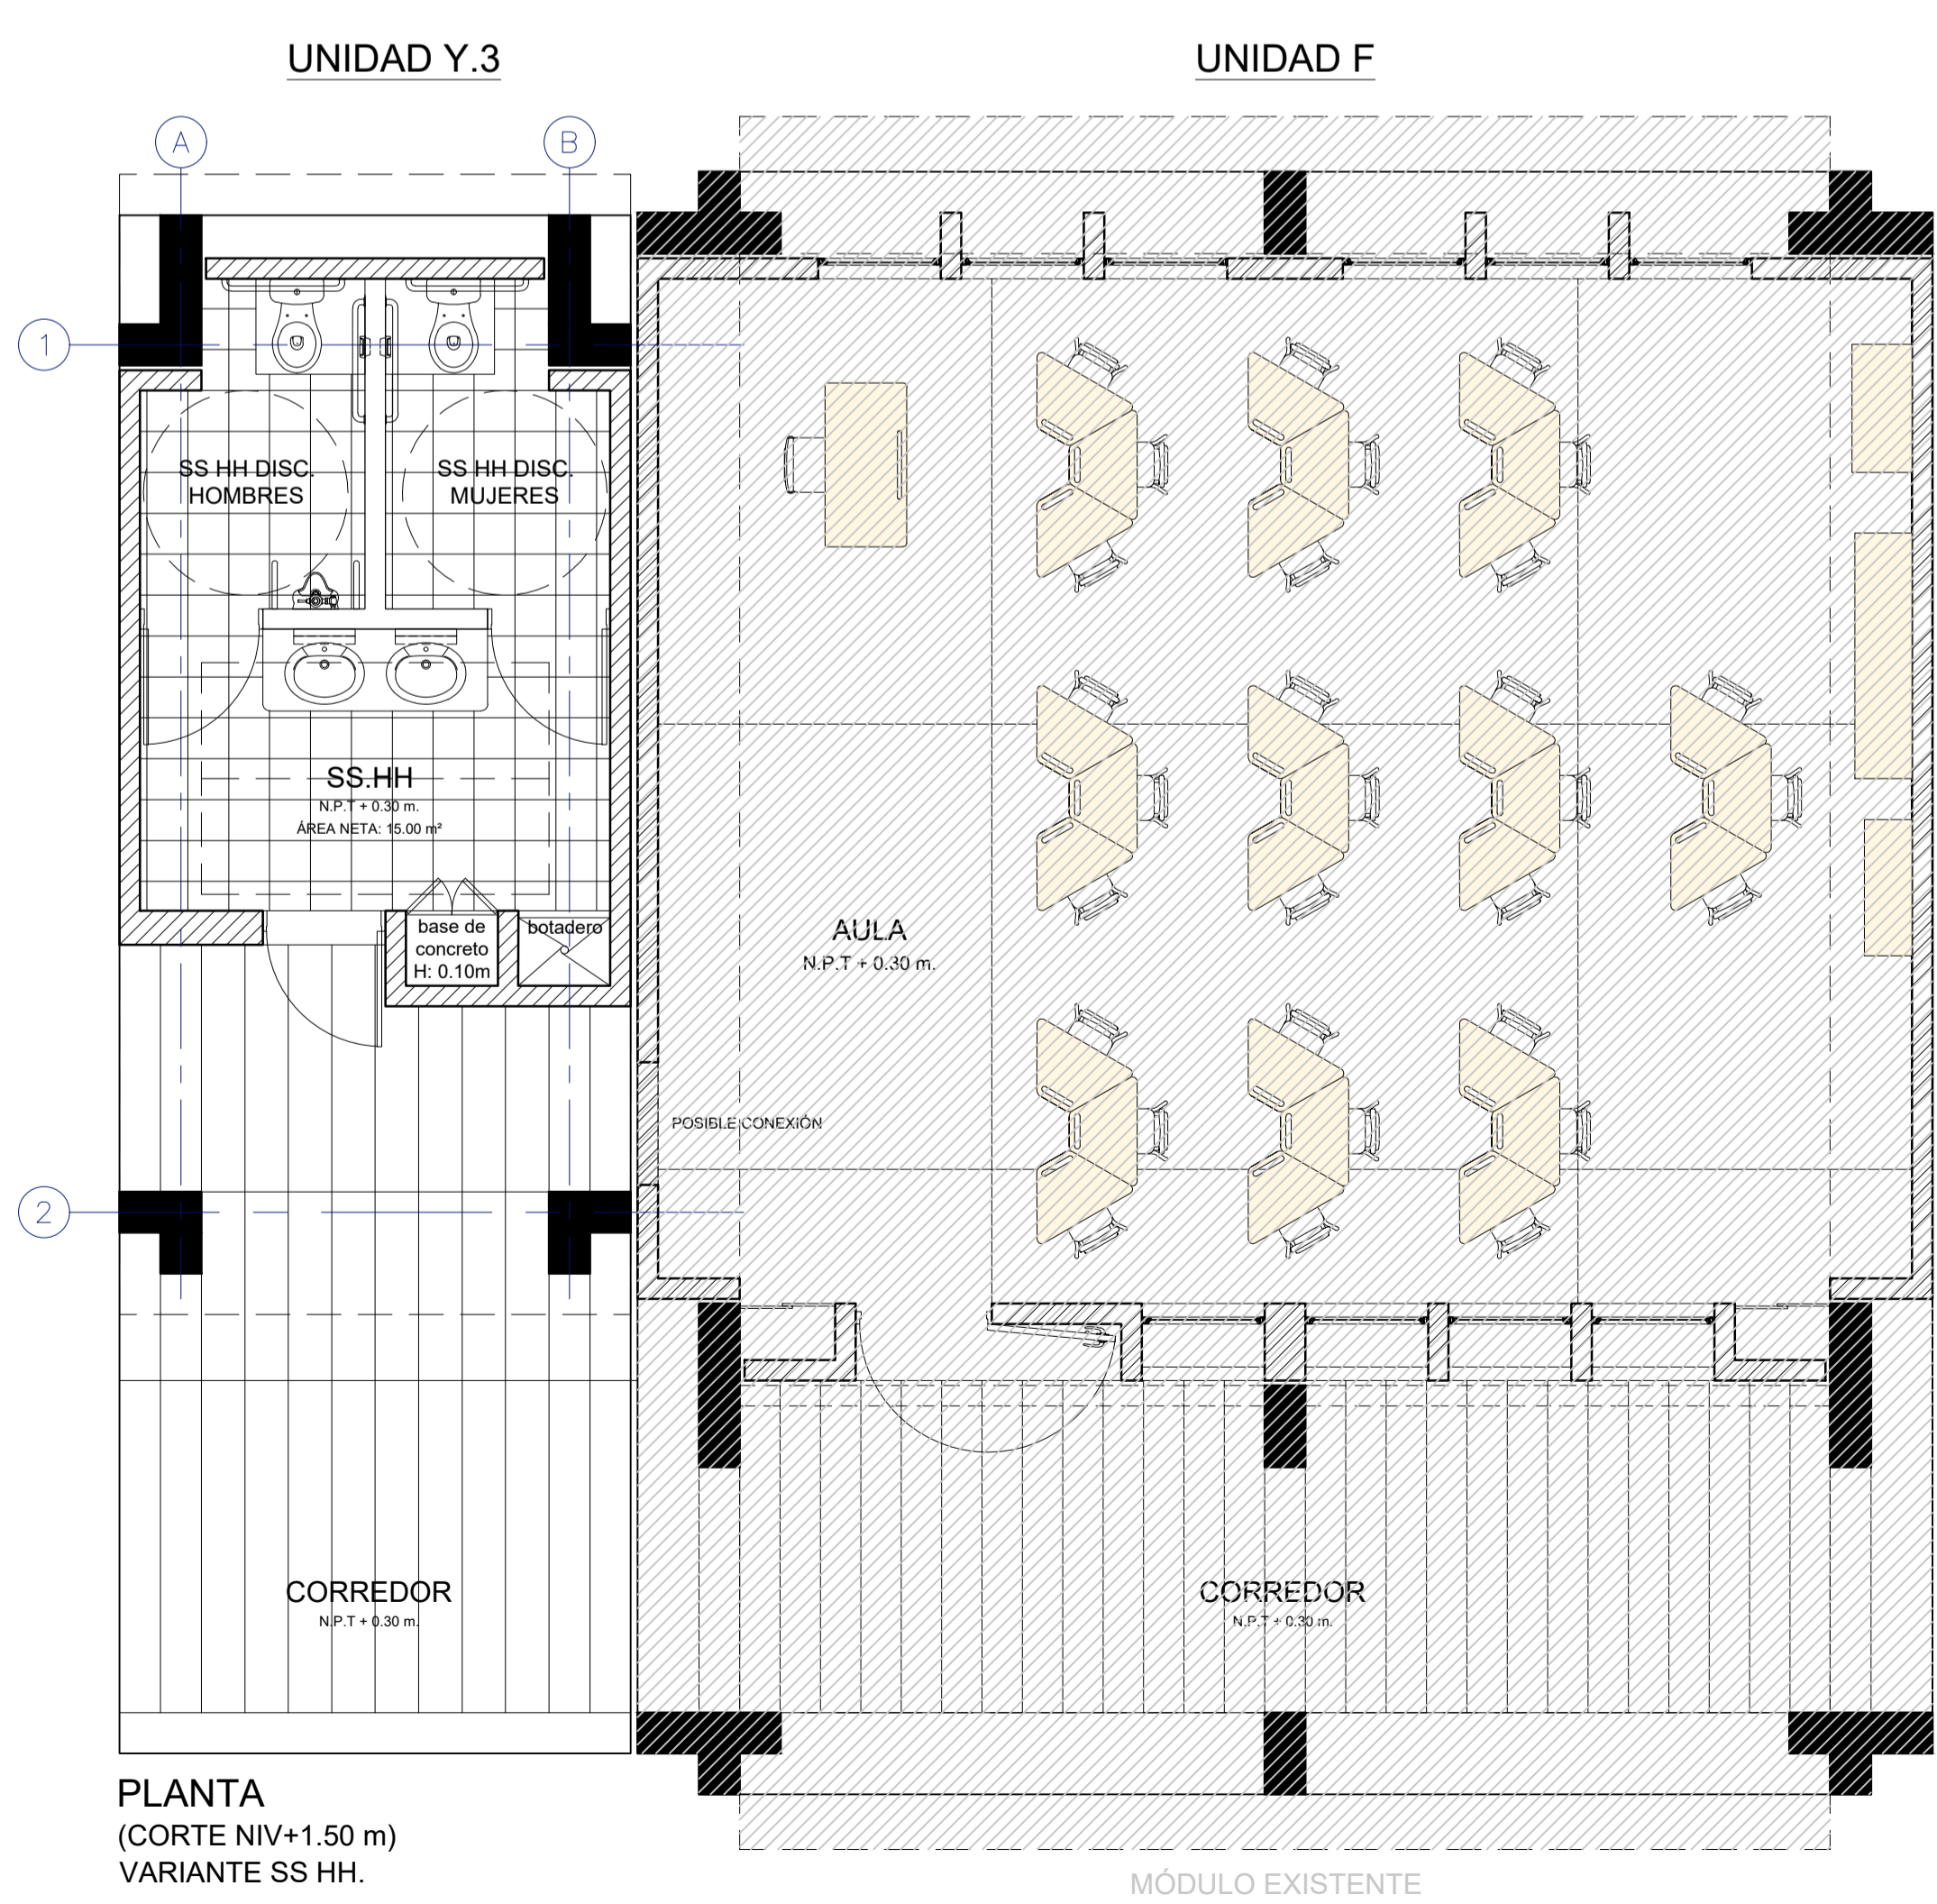 UNIDAD Y.3
UNIDAD F
A
B
1
SS HH DISC.
HOMBRES
SS HH DISC.
MUJERES
SS.HH
N.P.T + 0.30 m.
ÁREA NETA: 15.00 m²
base de
concreto
H: 0.10m
botadero
AULA
N.P.T + 0.30 m.
POSIBLE CONEXIÓN
2
CORREDOR
N.P.T + 0.30 m.
CORREDOR
N.P.T + 0.30 m.
PLANTA
(CORTE NIV+1.50 m)
VARIANTE SS HH.
MÓDULO EXISTENTE